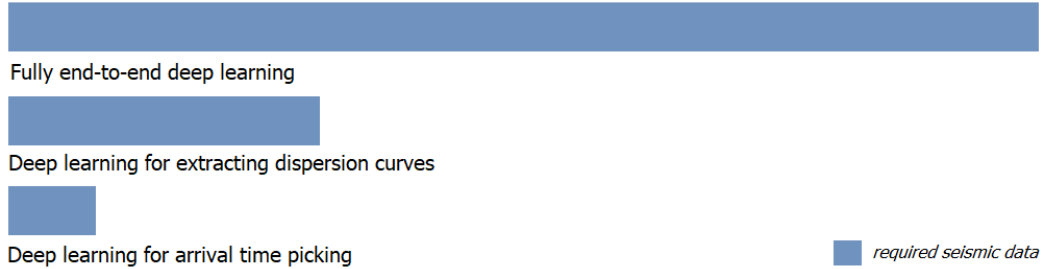 Fully end-to-end deep learning
Deep learning for extracting dispersion curves
Deep learning for arrival time picking
required seismic data